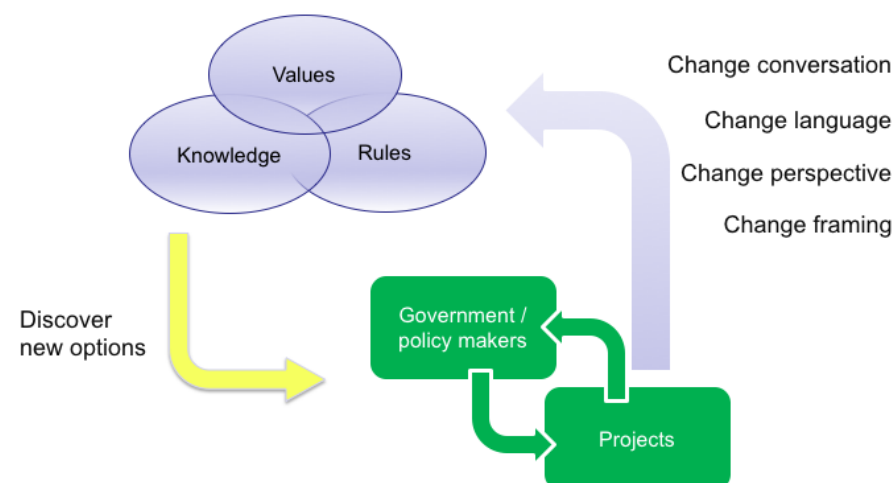 Values
Knowledge
Rules
Change conversation
Change language
Change perspective
Change framing
Discover
new options
Government /
policy makers
Projects